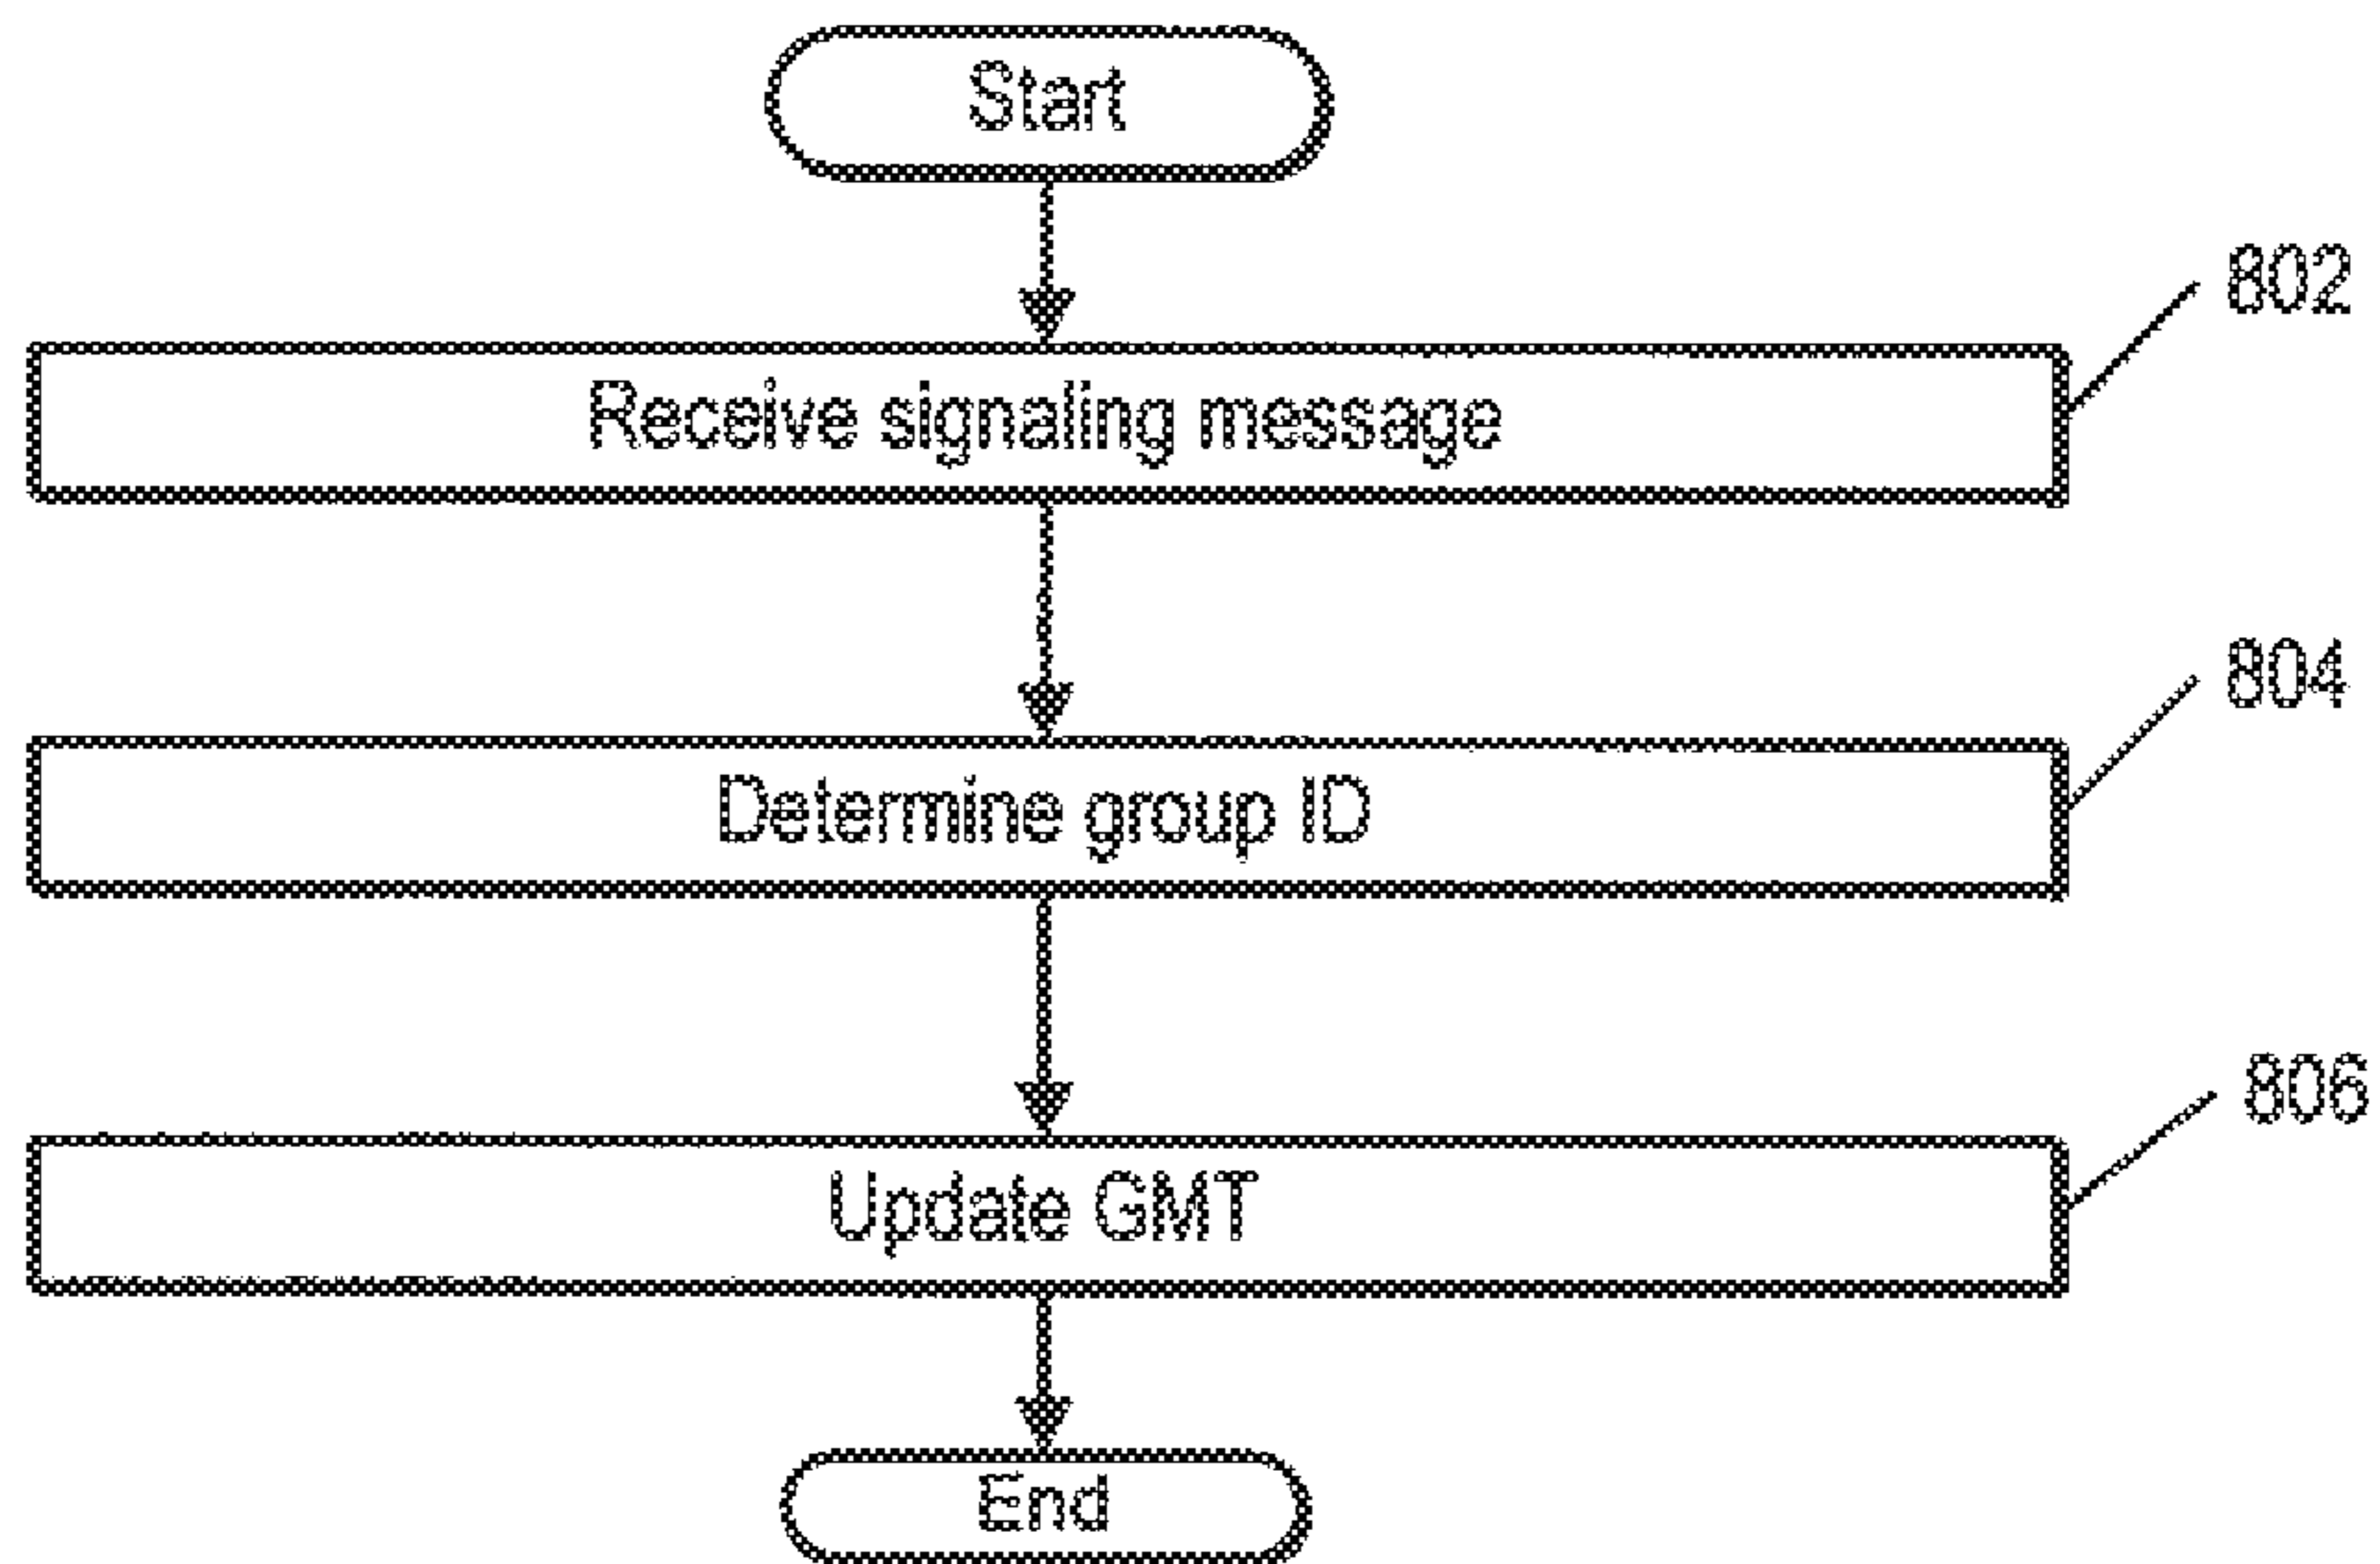 Start
802
Receive signaling message
804
Determine group ID
806
Update GMT
End